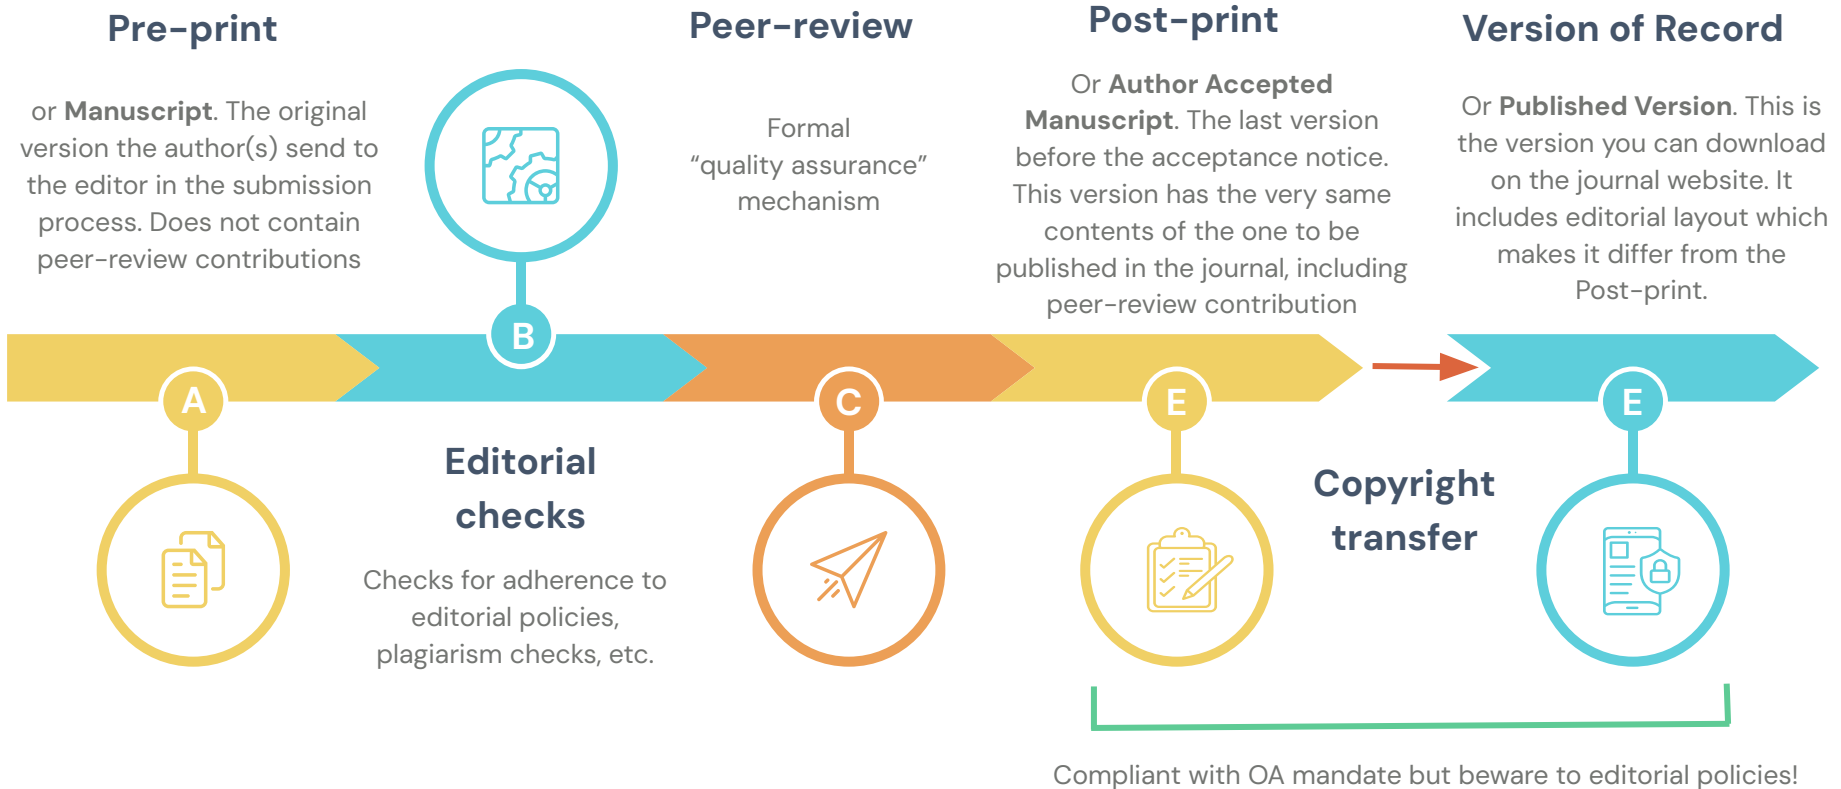 Pre-print
or Manuscript. The original
version the author(s) send to
the editor in the submission
process. Does not contain
peer-review contributions
A
B
Editorial
checks
Checks for adherence to
editorial policies,
plagiarism checks, etc.
Peer-review
Formal
“quality assurance”
mechanism
C
Post-print
Or Author Accepted
Manuscript. The last version
before the acceptance notice.
This version has the very same
contents of the one to be
published in the journal, including
peer-review contribution
E
Copyright
transfer
Version of Record
Or Published Version. This is
the version you can download
on the journal website. It
includes editorial layout which
makes it differ from the
Post-print.
E
Compliant with OA mandate but beware to editorial policies!